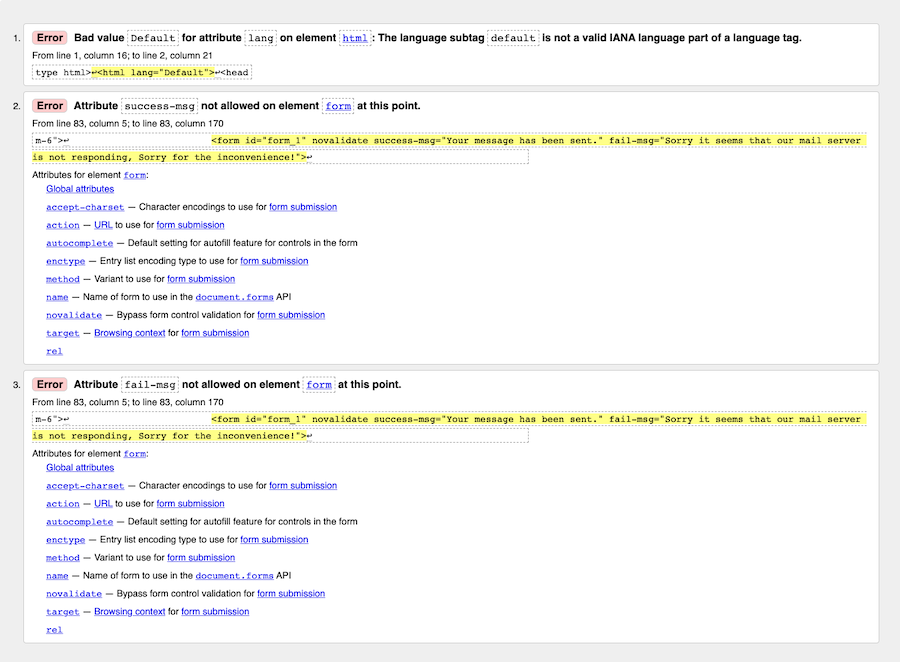 1. Error Bad value Default for attribute lang on element html: The language subtag default is not a valid IANA language part of a language tag.
From line 1, column 16; to line 2, column 21
type html>↩<html lang="Default">↩<head
2. Error Attribute success-msg not allowed on element form at this point.
From line 83, column 5; to line 83, column 170
m-6">↩ <form id="form_1" novalidate success-msg="Your message has been sent." fail-msg="Sorry it seems that our mail server
is not responding, Sorry for the inconvenience!">↩
Attributes for element form:
Global attributes
accept-charset — Character encodings to use for form submission
action — URL to use for form submission
autocomplete — Default setting for autofill feature for controls in the form
enctype — Entry list encoding type to use for form submission
method — Variant to use for form submission
name — Name of form to use in the document.forms API
novalidate — Bypass form control validation for form submission
target — Browsing context for form submission
rel
3. Error Attribute fail-msg not allowed on element form at this point.
From line 83, column 5; to line 83, column 170
m-6">↩ <form id="form_1" novalidate success-msg="Your message has been sent." fail-msg="Sorry it seems that our mail server
is not responding, Sorry for the inconvenience!">↩
Attributes for element form:
Global attributes
accept-charset — Character encodings to use for form submission
action — URL to use for form submission
autocomplete — Default setting for autofill feature for controls in the form
enctype — Entry list encoding type to use for form submission
method — Variant to use for form submission
name — Name of form to use in the document.forms API
novalidate — Bypass form control validation for form submission
target — Browsing context for form submission
rel